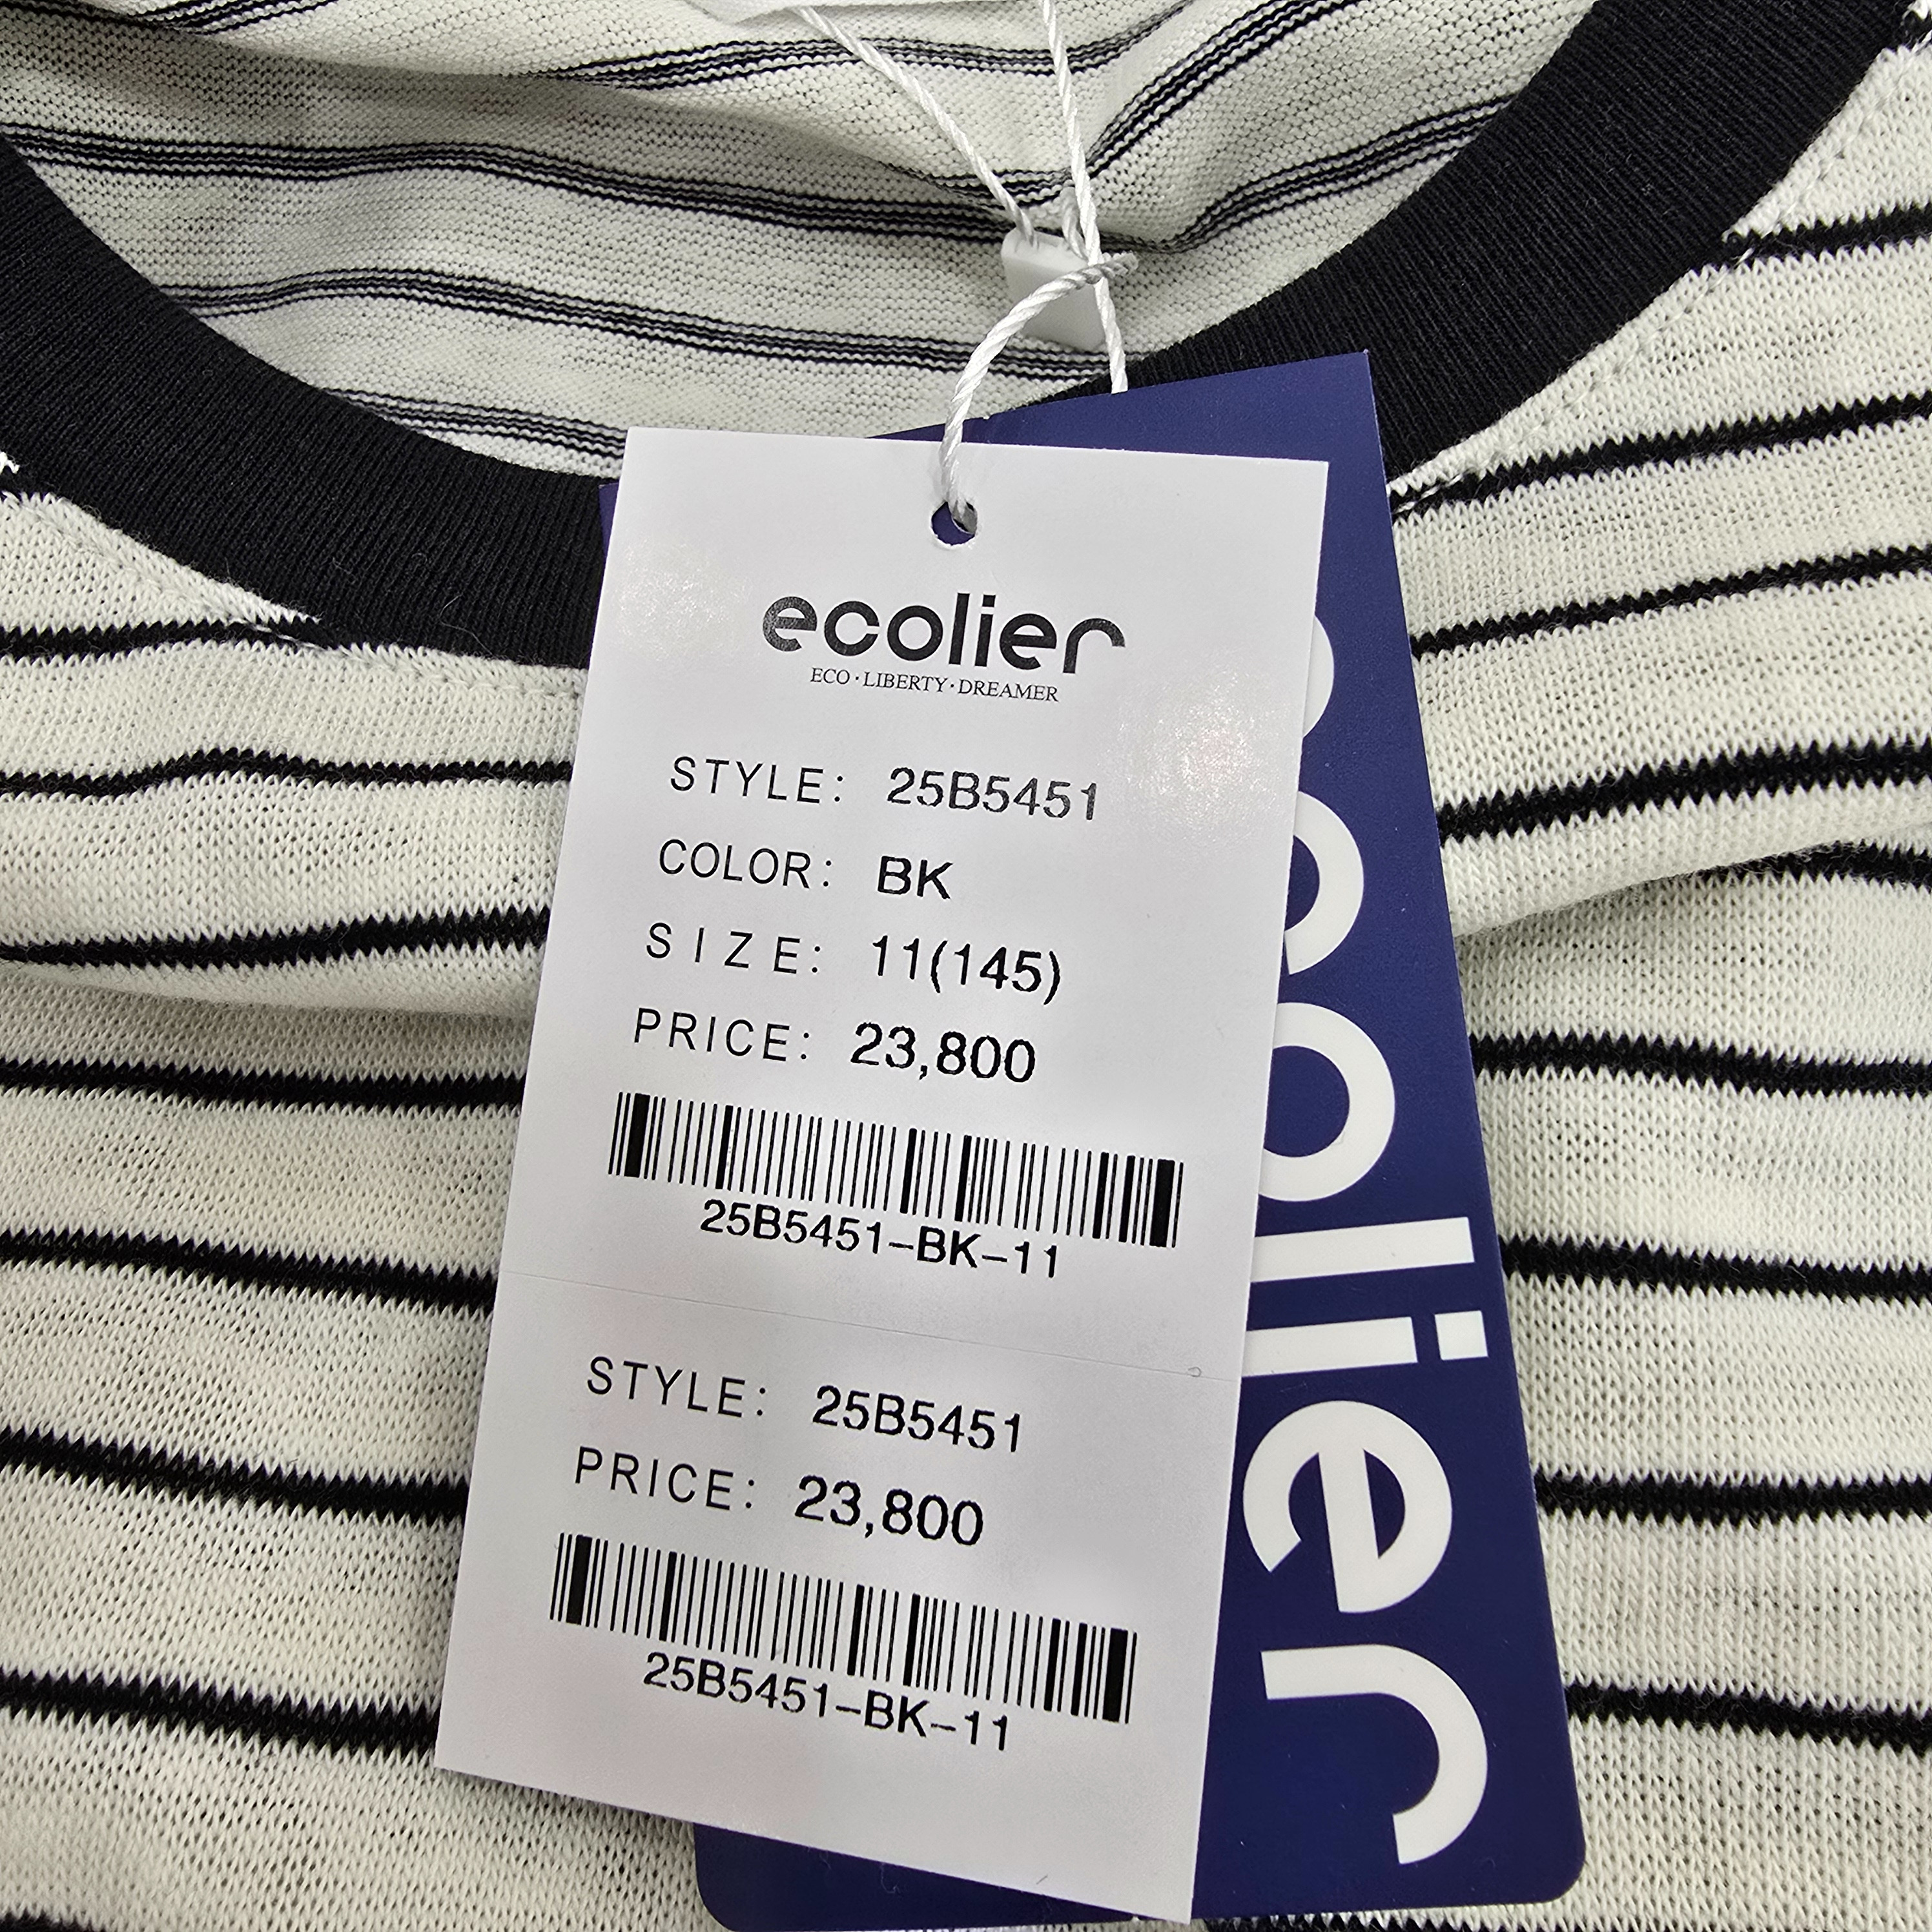 ecolier
ECO·LIBERTY·DREAMER
STYLE: 25B5451
COLOR: BK
SIZE: 11(145)
PRICE: 23,800
25B5451-BK-11
STYLE: 25B5451
PRICE: 23,800
25B5451-BK-11
ecolier